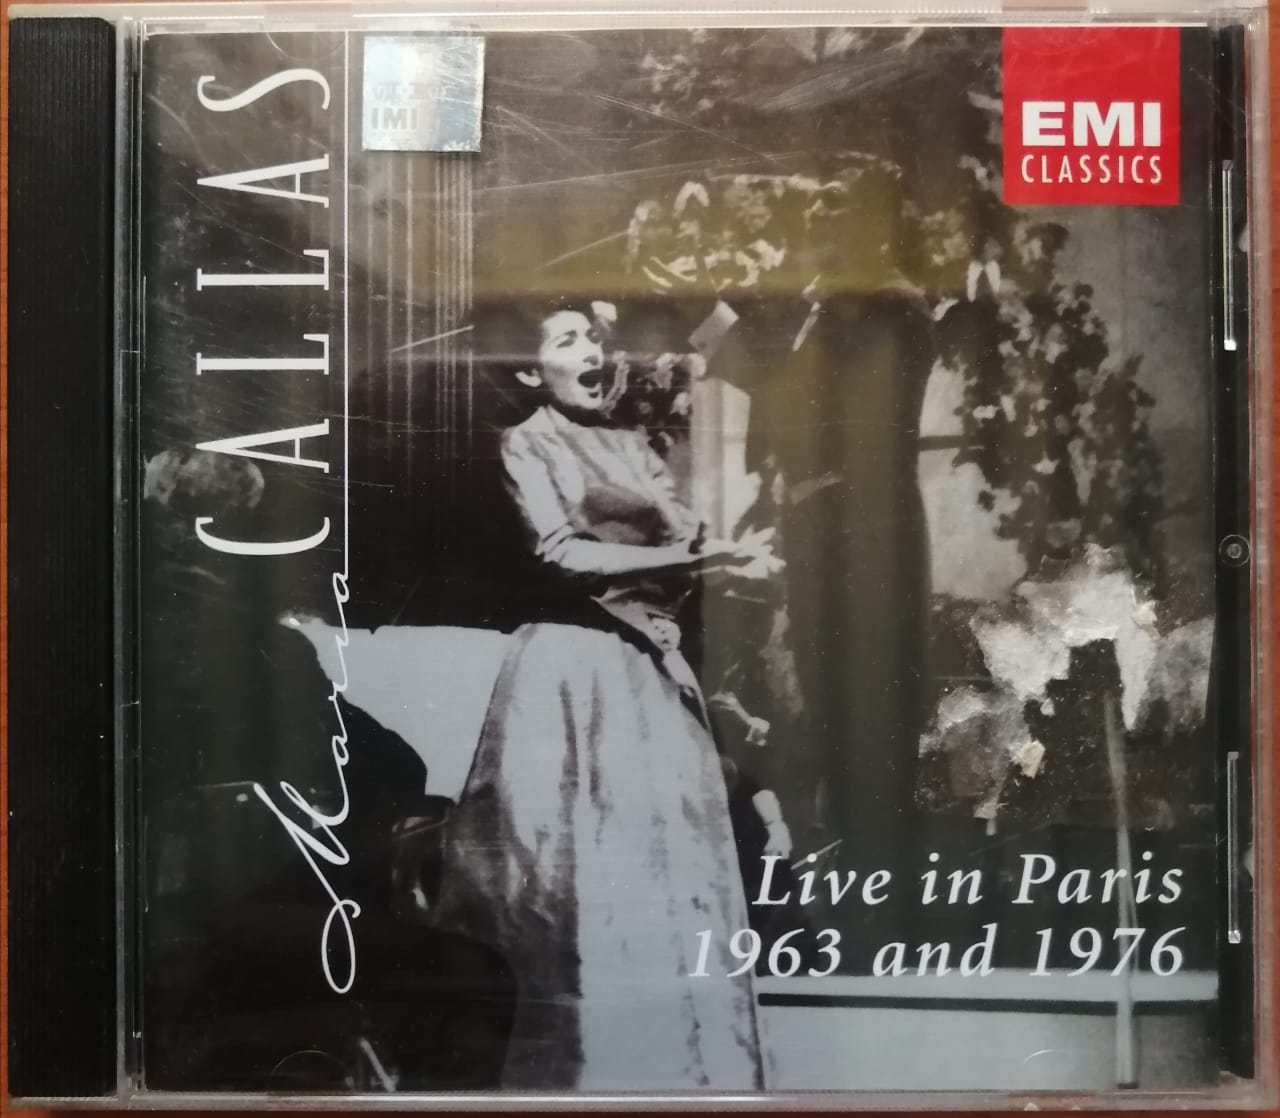 Maria CALLAS
EMI
CLASSICS
Live in Paris
1963 and 1976